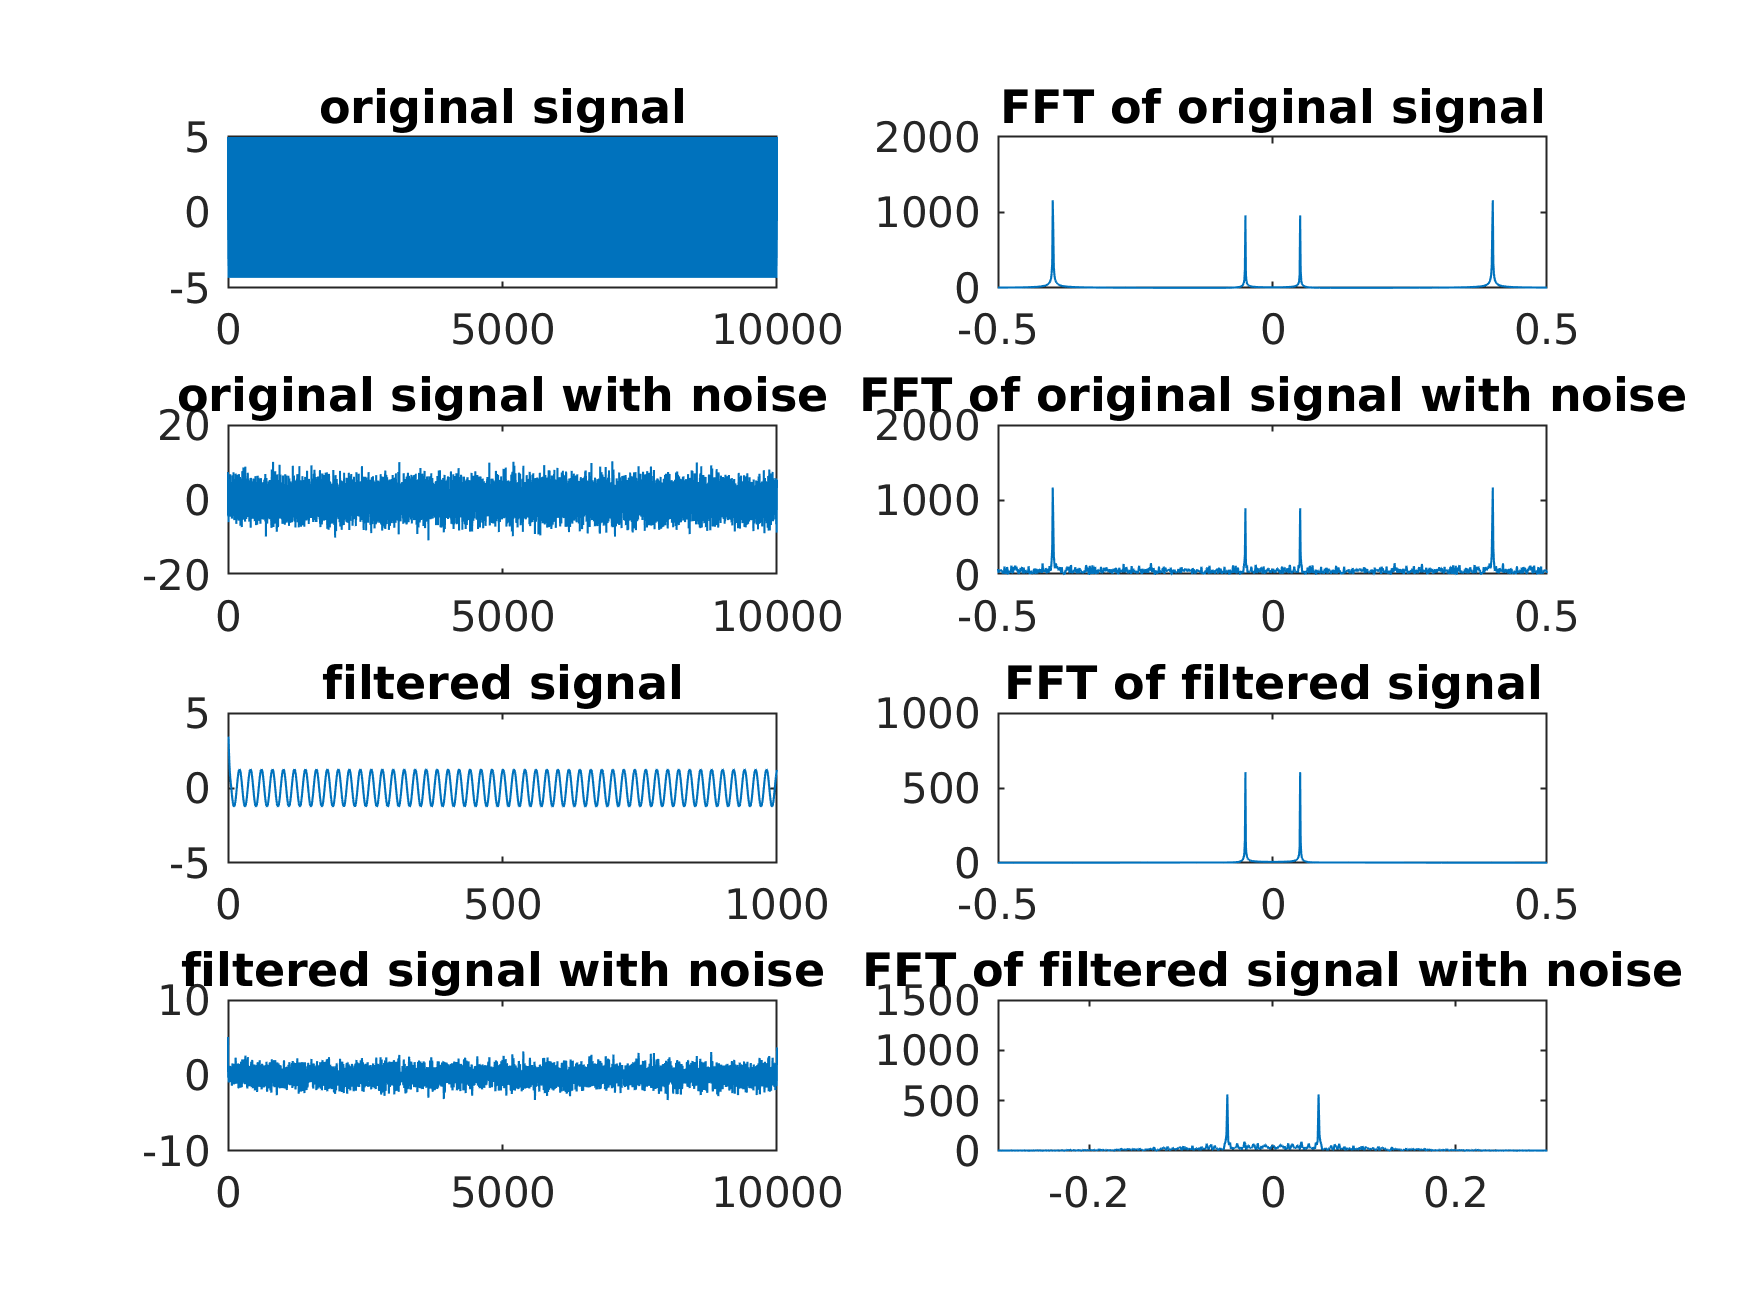 original signal
5
0
-5
0 5000 10000
FFT of original signal
2000
1000
0
-0.5 0 0.5
original signal with noise
20
0
-20
0 5000 10000
FFT of original signal with noise
2000
1000
0
-0.5 0 0.5
filtered signal
5
0
-5
0 500 1000
FFT of filtered signal
1000
500
0
-0.5 0 0.5
filtered signal with noise
10
0
-10
0 5000 10000
FFT of filtered signal with noise
1500
1000
500
0
-0.2 0 0.2